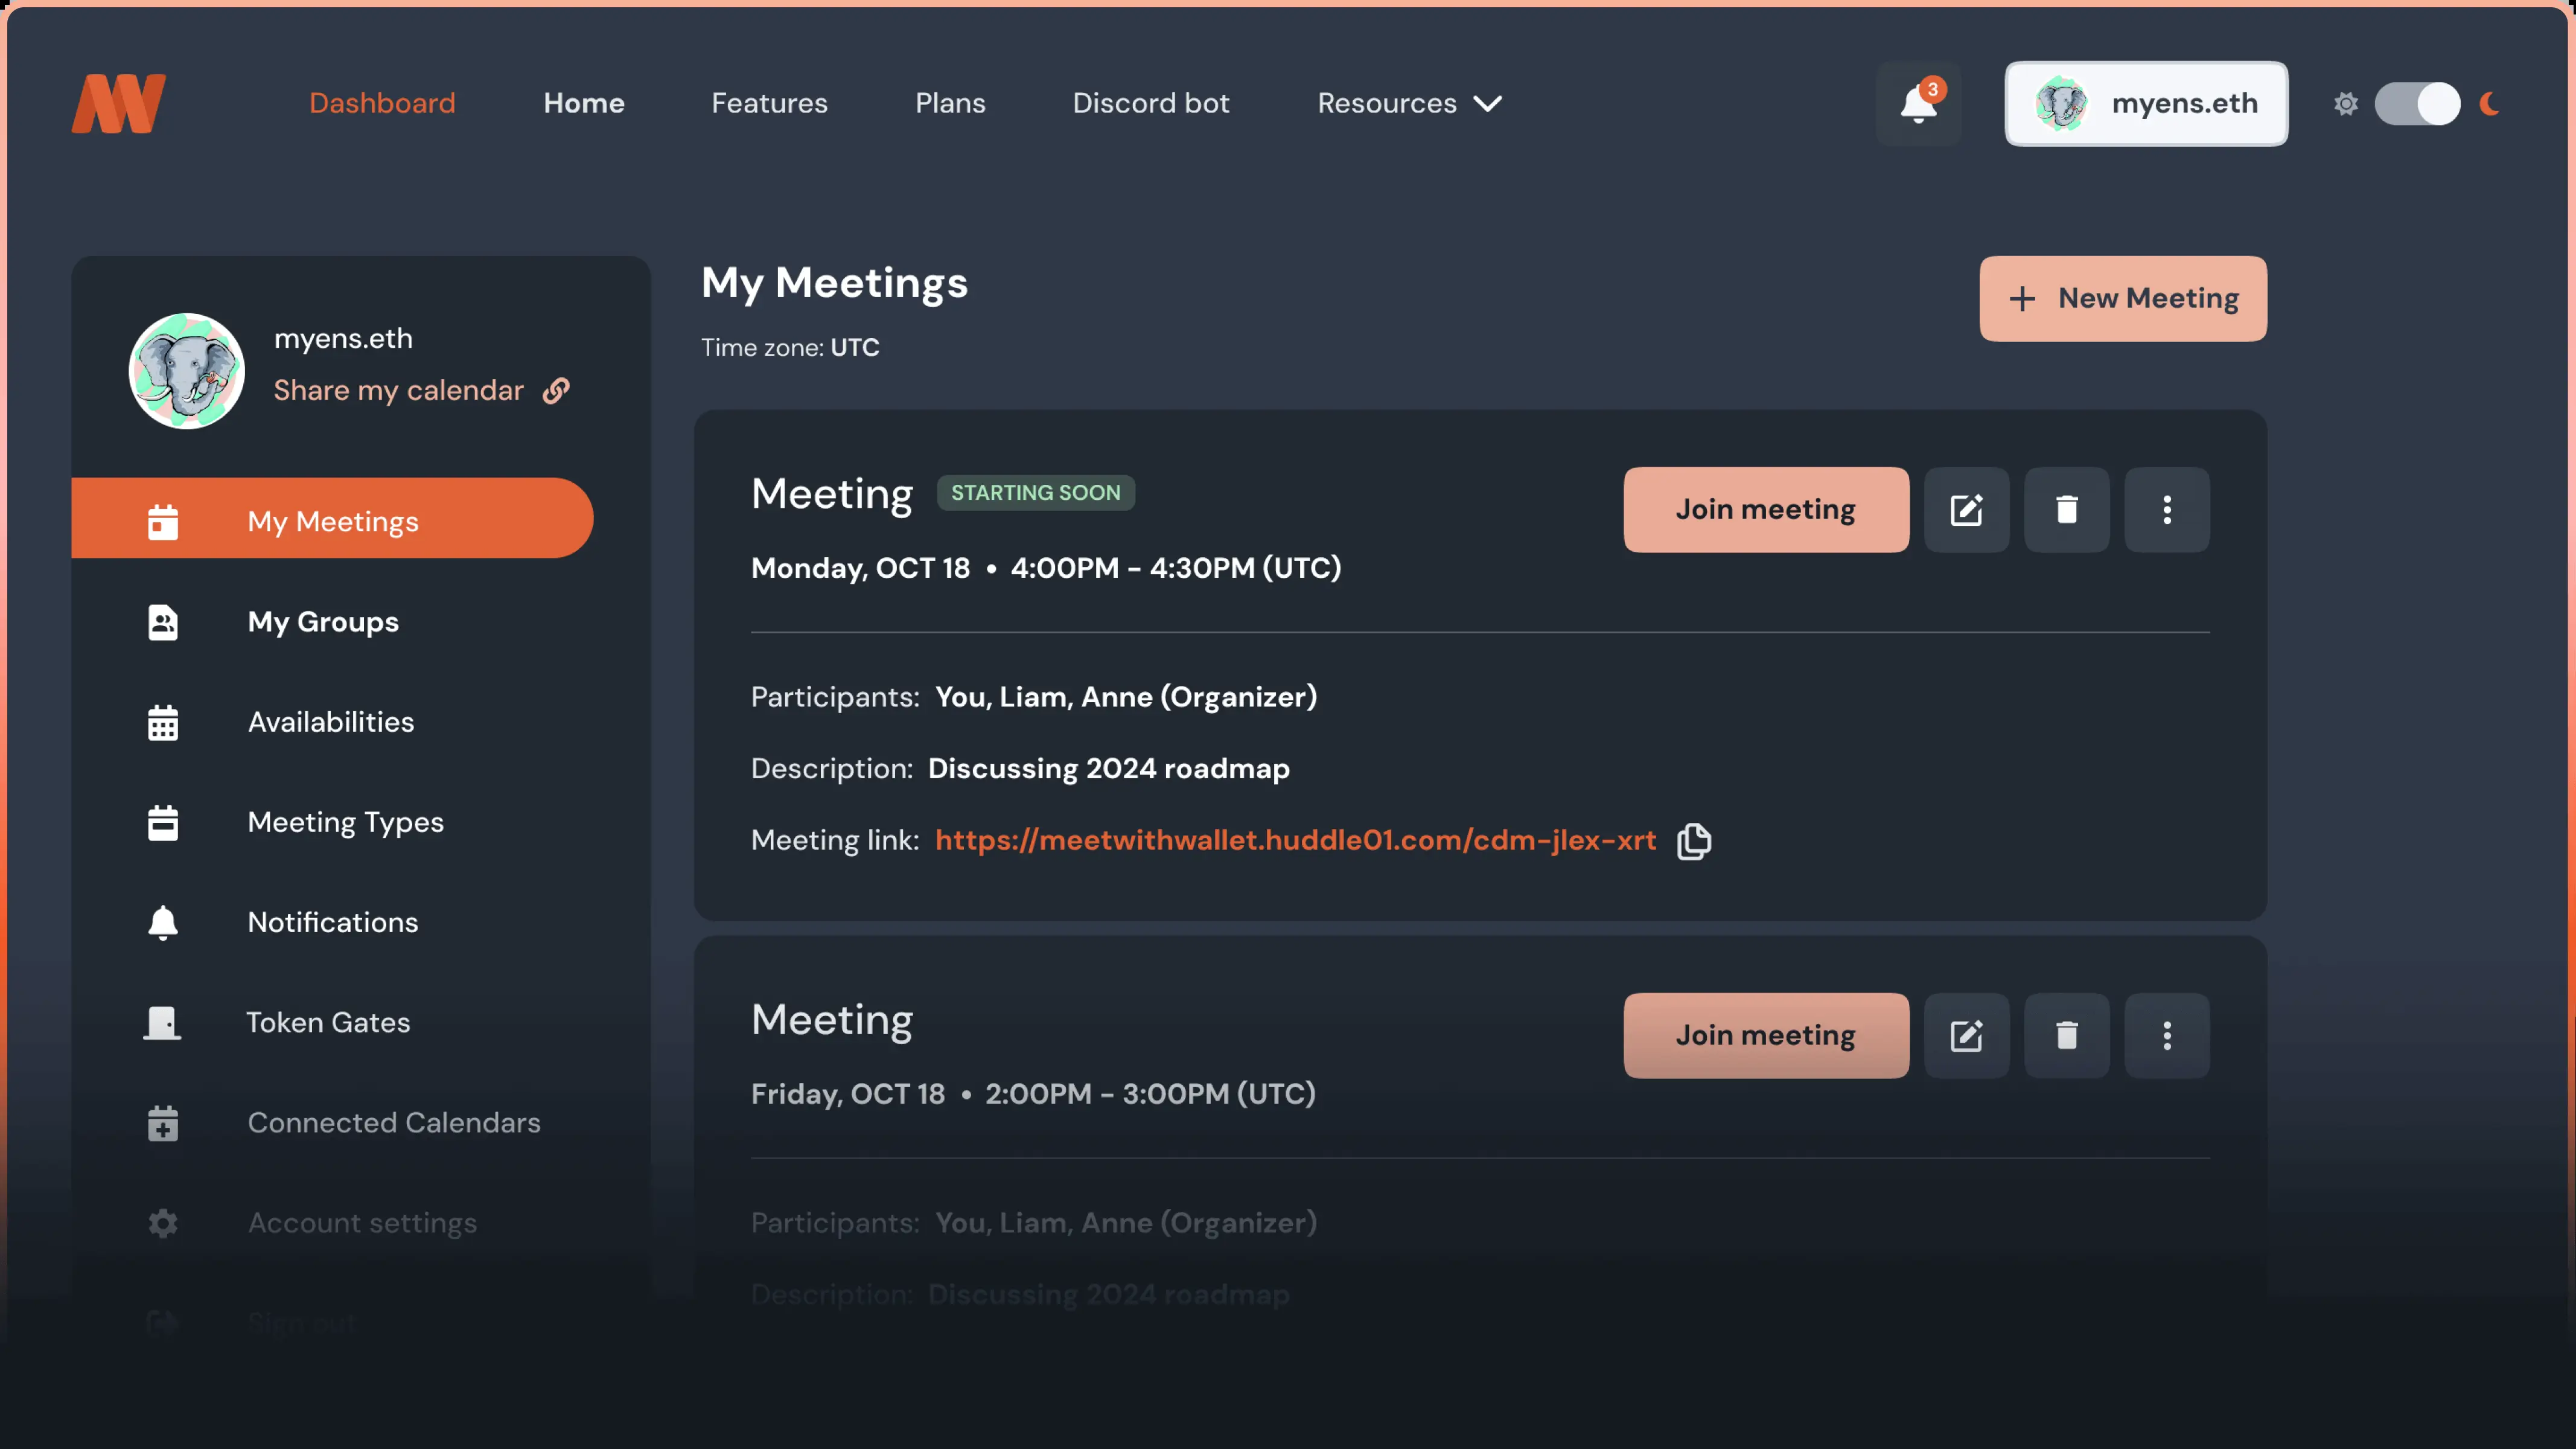 Dashboard Home Features Plans Discord bot Resources 3 myens.eth
myens.eth
Share my calendar
My Meetings
My Groups
Availabilities
Meeting Types
Notifications
Token Gates
Connected Calendars
Account settings
Sign out
My Meetings
Time zone: UTC
+ New Meeting
Meeting STARTING SOON
Join meeting
Monday, OCT 18 • 4:00PM - 4:30PM (UTC)
Participants: You, Liam, Anne (Organizer)
Description: Discussing 2024 roadmap
Meeting link: https://meetwithwallet.huddle01.com/cdm-jlex-xrt
Meeting
Join meeting
Friday, OCT 18 • 2:00PM - 3:00PM (UTC)
Participants: You, Liam, Anne (Organizer)
Description: Discussing 2024 roadmap